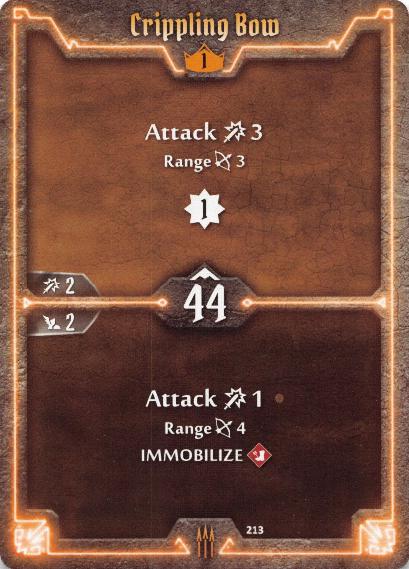 Crippling Bow
1
Attack 3
Range 3
1
2
44
2
Attack 1
Range 4
IMMOBILIZE
213